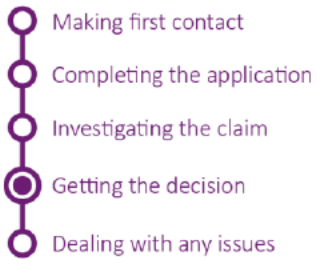 Making first contact
Completing the application
Investigating the claim
Getting the decision
Dealing with any issues